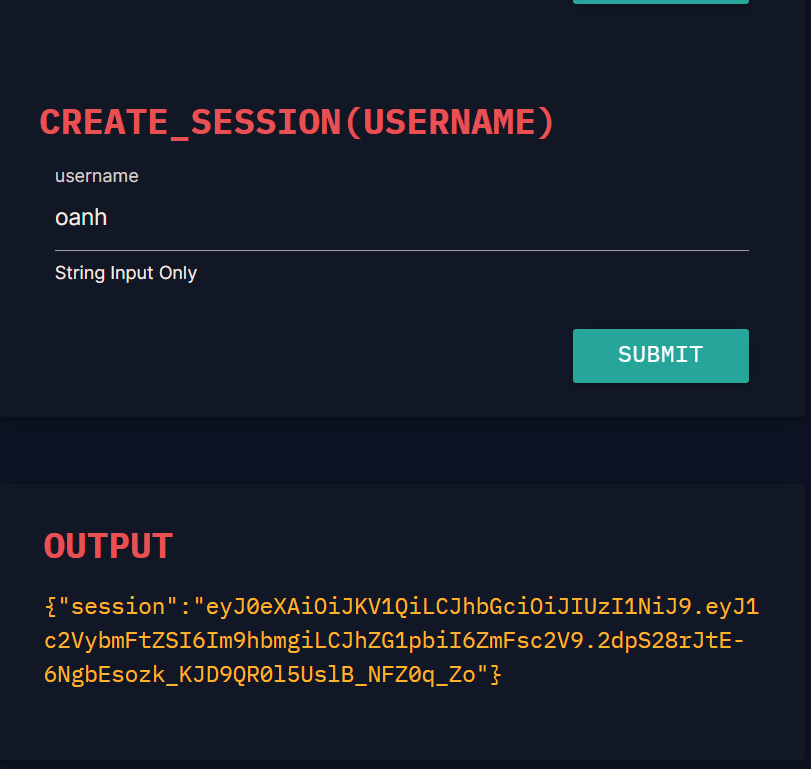 CREATE_SESSION(USERNAME)
username
oanh
String Input Only
SUBMIT
OUTPUT
{"session":"eyJ0eXAiOiJKV1QiLCJhbGciOiJIUzI1NiJ9.eyJ1
c2VybmFtZSI6Im9hbmgiLCJhZG1pbiI6ZmFsc2V9.2dpS28rJtE-
6NgbEsozk_KJD9QR0l5UslB_NFZ0q_Zo"}